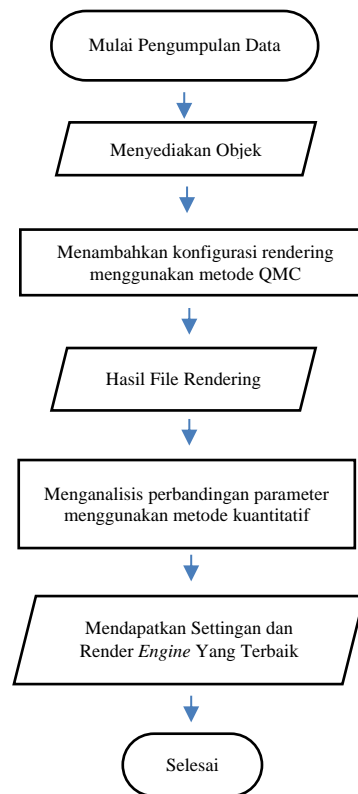 Mulai Pengumpulan Data
Menyediakan Objek
Menambahkan konfigurasi rendering
menggunakan metode QMC
Hasil File Rendering
Menganalisis perbandingan parameter
menggunakan metode kuantitatif
Mendapatkan Settingan dan
Render Engine Yang Terbaik
Selesai